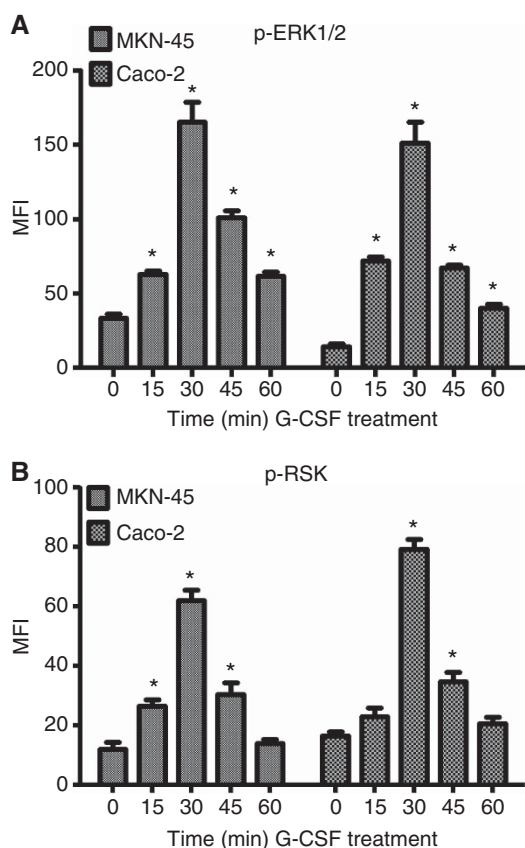 A
p-ERK1/2
MKN-45
Caco-2
200
*
*
150
*
*
MFI
100
*
*
*
*
50
0
0 15 30 45 60 0 15 30 45 60
Time (min) G-CSF treatment
B
p-RSK
100
MKN-45
Caco-2
*
80
*
60
MFI
*
*
*
40
20
0
0 15 30 45 60 0 15 30 45 60
Time (min) G-CSF treatment